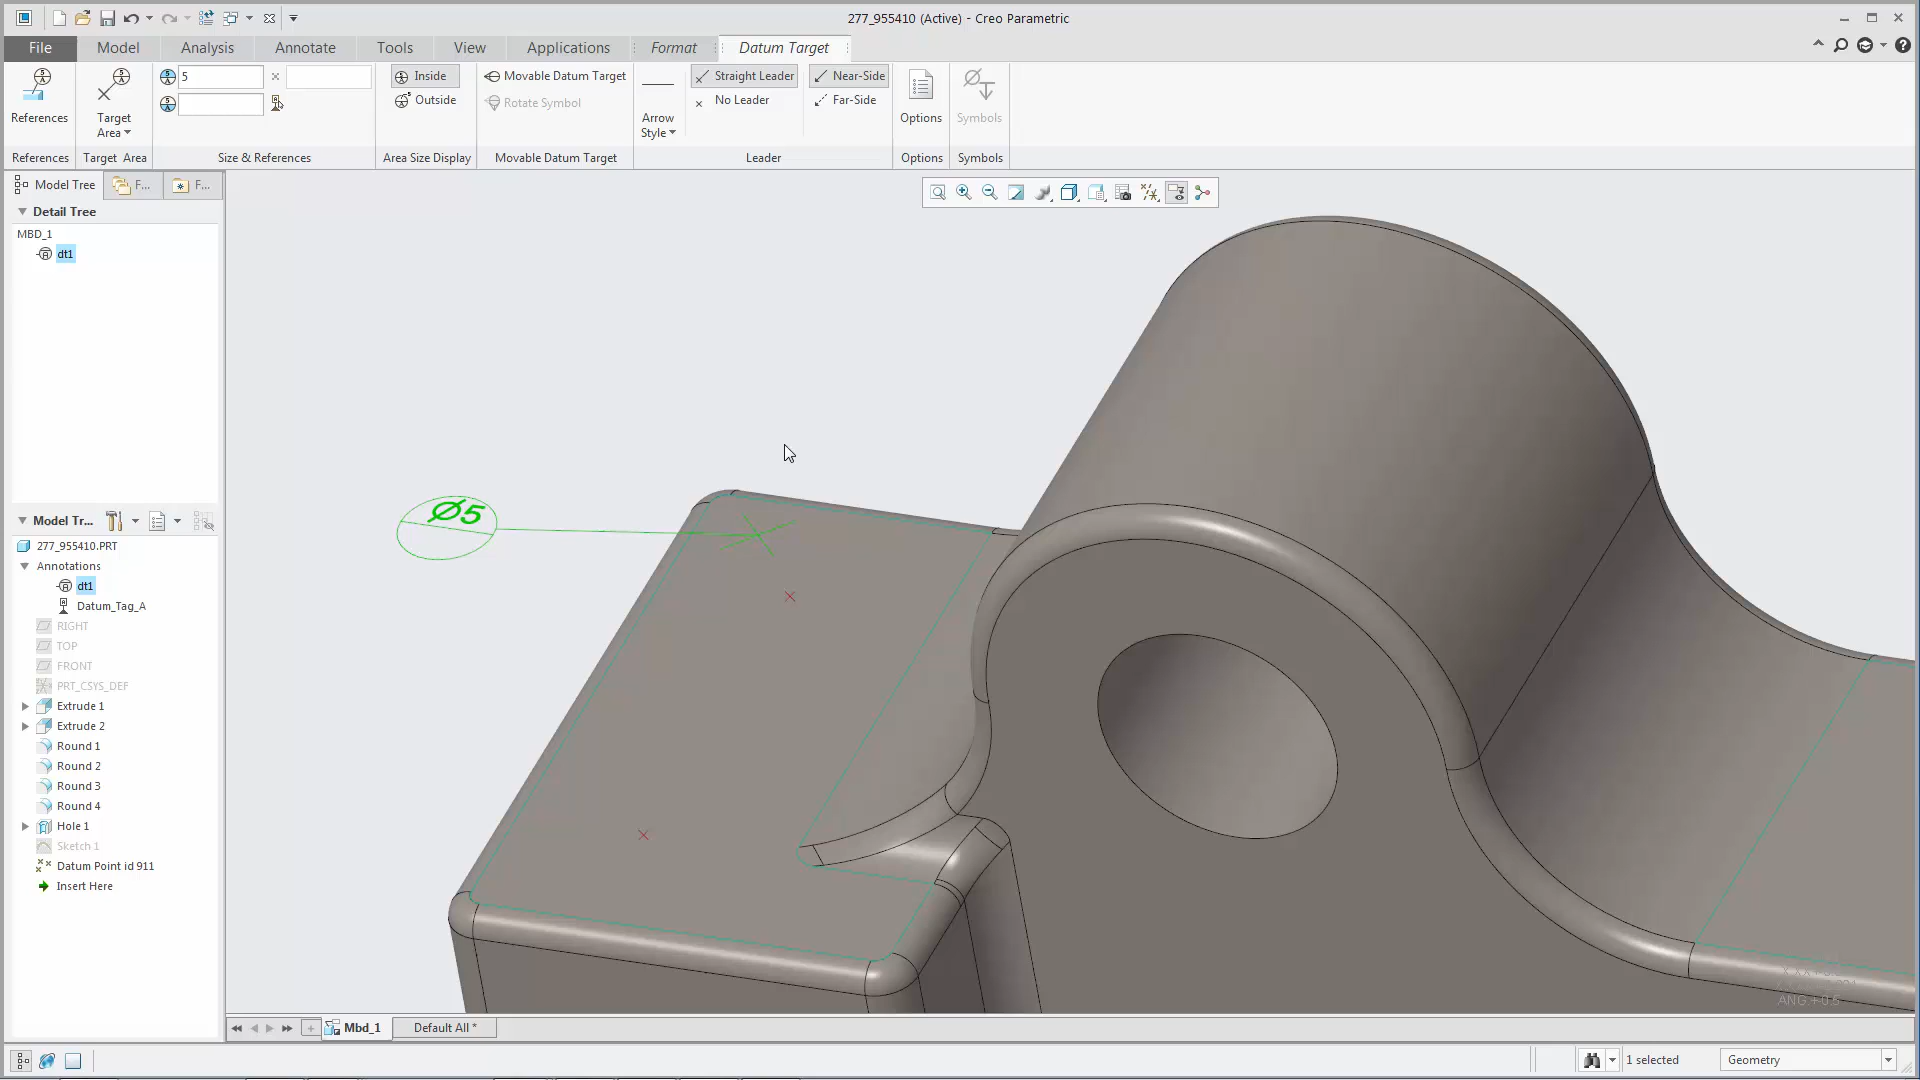 277_955410 (Active) - Creo Parametric
File Model Analysis Annotate Tools View Applications Format Datum Target
References
Target Area
5
Inside
Outside
Movable Datum Target
Rotate Symbol
Arrow Style
Straight Leader
No Leader
Near-Side
Far-Side
Options
Symbols
References Target Area Size & References Area Size Display Movable Datum Target Leader Options Symbols
Model Tree F... F...
Detail Tree
MBD_1
dt1
Model Tr...
277_955410.PRT
Annotations
dt1
Datum_Tag_A
RIGHT
TOP
FRONT
PRT_CSYS_DEF
Extrude 1
Extrude 2
Round 1
Round 2
Round 3
Round 4
Hole 1
Sketch 1
Datum Point id 911
Insert Here
Ø5
Mbd_1 Default All *
1 selected Geometry